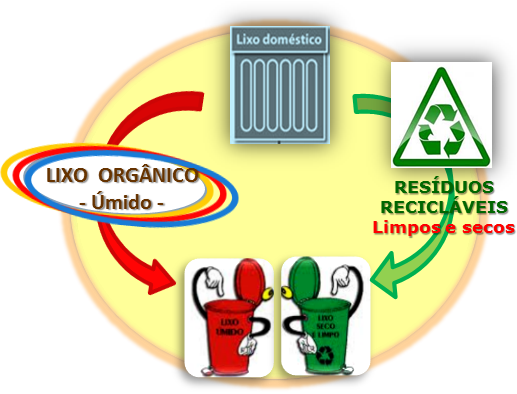 Lixo doméstico
LIXO ORGÂNICO
- Úmido -
RESÍDUOS
RECICLÁVEIS
Limpos e secos
LIXO
ÚMIDO
LIXO
SECO
E LIMPO